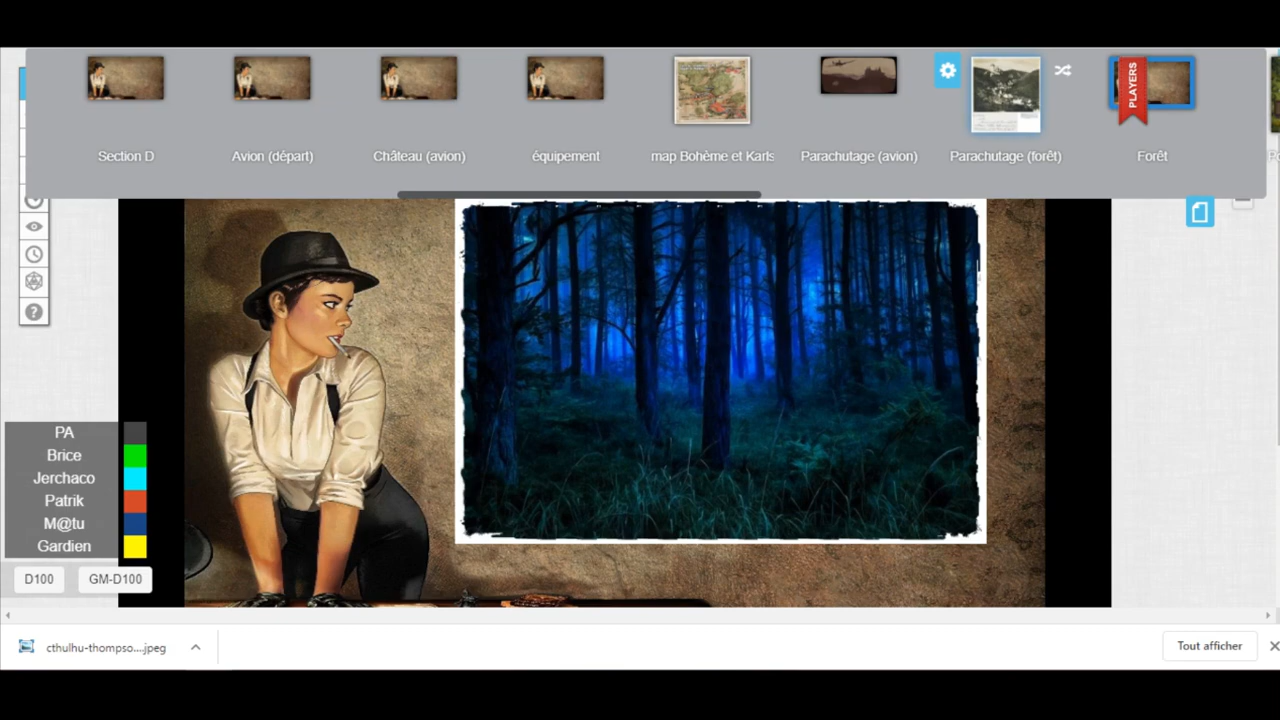 Section D
Avion (départ)
Château (avion)
équipement
map Bohème et Karls
Parachutage (avion)
Parachutage (forêt)
PLAYERS
Forêt
PA
Brice
Jerchaco
Patrik
M@tu
Gardien
D100
GM-D100
cthulhu-thompso....jpeg
Tout afficher